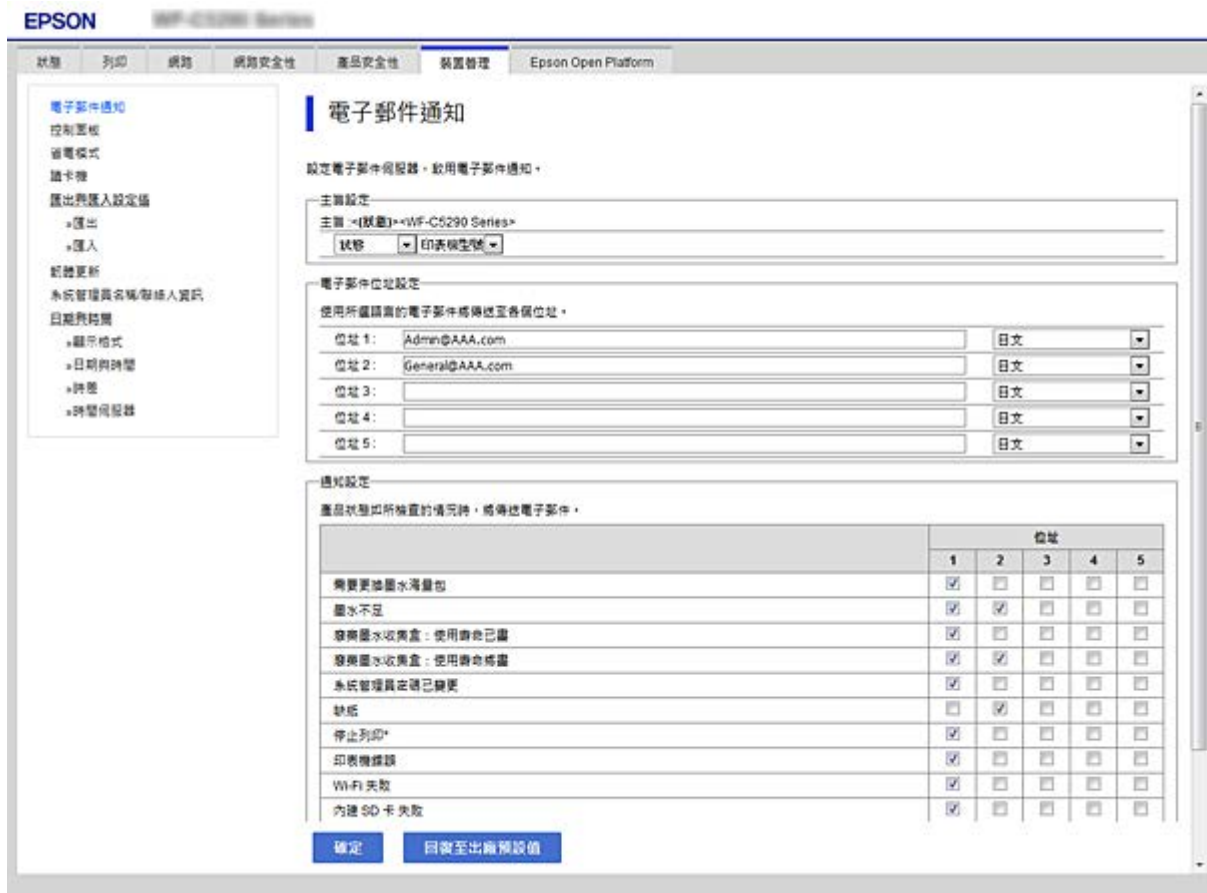 EPSON
狀態 列印 網路 網路安全性 產品安全性 裝置管理 Epson Open Platform
電子郵件通知
控制面板
省電模式
讀卡機
匯出與匯入設定值
»匯出
»匯入
韌體更新
系統管理員名稱/聯絡人資訊
日期與時間
»顯示格式
»日期與時間
»時差
»時間伺服器
電子郵件通知
設定電子郵件伺服器，啟用電子郵件通知。
主旨設定
主旨 :<(狀態)><WF-C5290 Series>
狀態 印表機型號
電子郵件位址設定
使用所選語言的電子郵件將傳送至各個位址。
位址 1 : Admin@AAA.com 日文
位址 2 : General@AAA.com 日文
位址 3 : 日文
位址 4 : 日文
位址 5 : 日文
通知設定
產品狀態如所檢查的情況時，將傳送電子郵件。
位址
1 2 3 4 5
需要更換墨水滿量包
墨水不足
廢棄墨水收集盒：使用壽命已盡
廢棄墨水收集盒：使用壽命將盡
系統管理員密碼已變更
缺紙
停止列印*
印表機錯誤
Wi-Fi 失敗
內建 SD 卡 失敗
確定 回復至出廠預設值